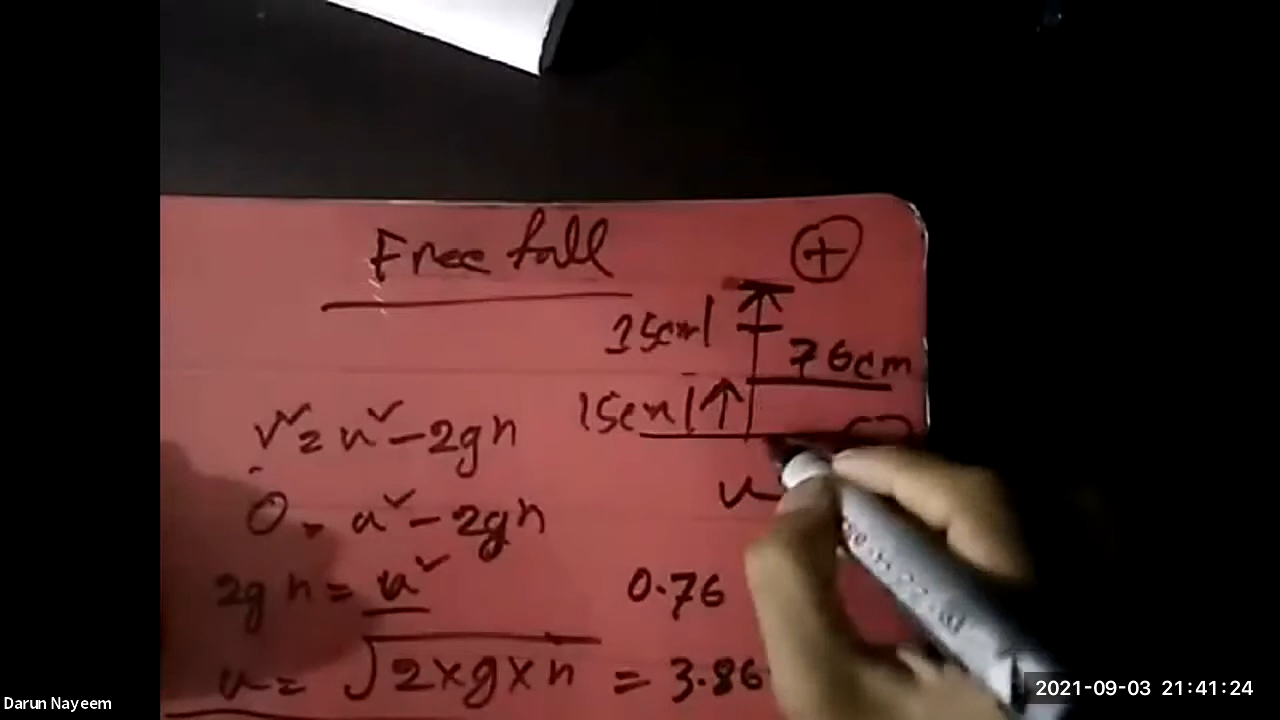 Free fall
+
15cm
76cm
15cm
v²=u²-2gh
u
0=u²-2gh
2gh=u²
0.76
u=√2×g×h = 3.86
Darun Nayeem
2021-09-03 21:41:24